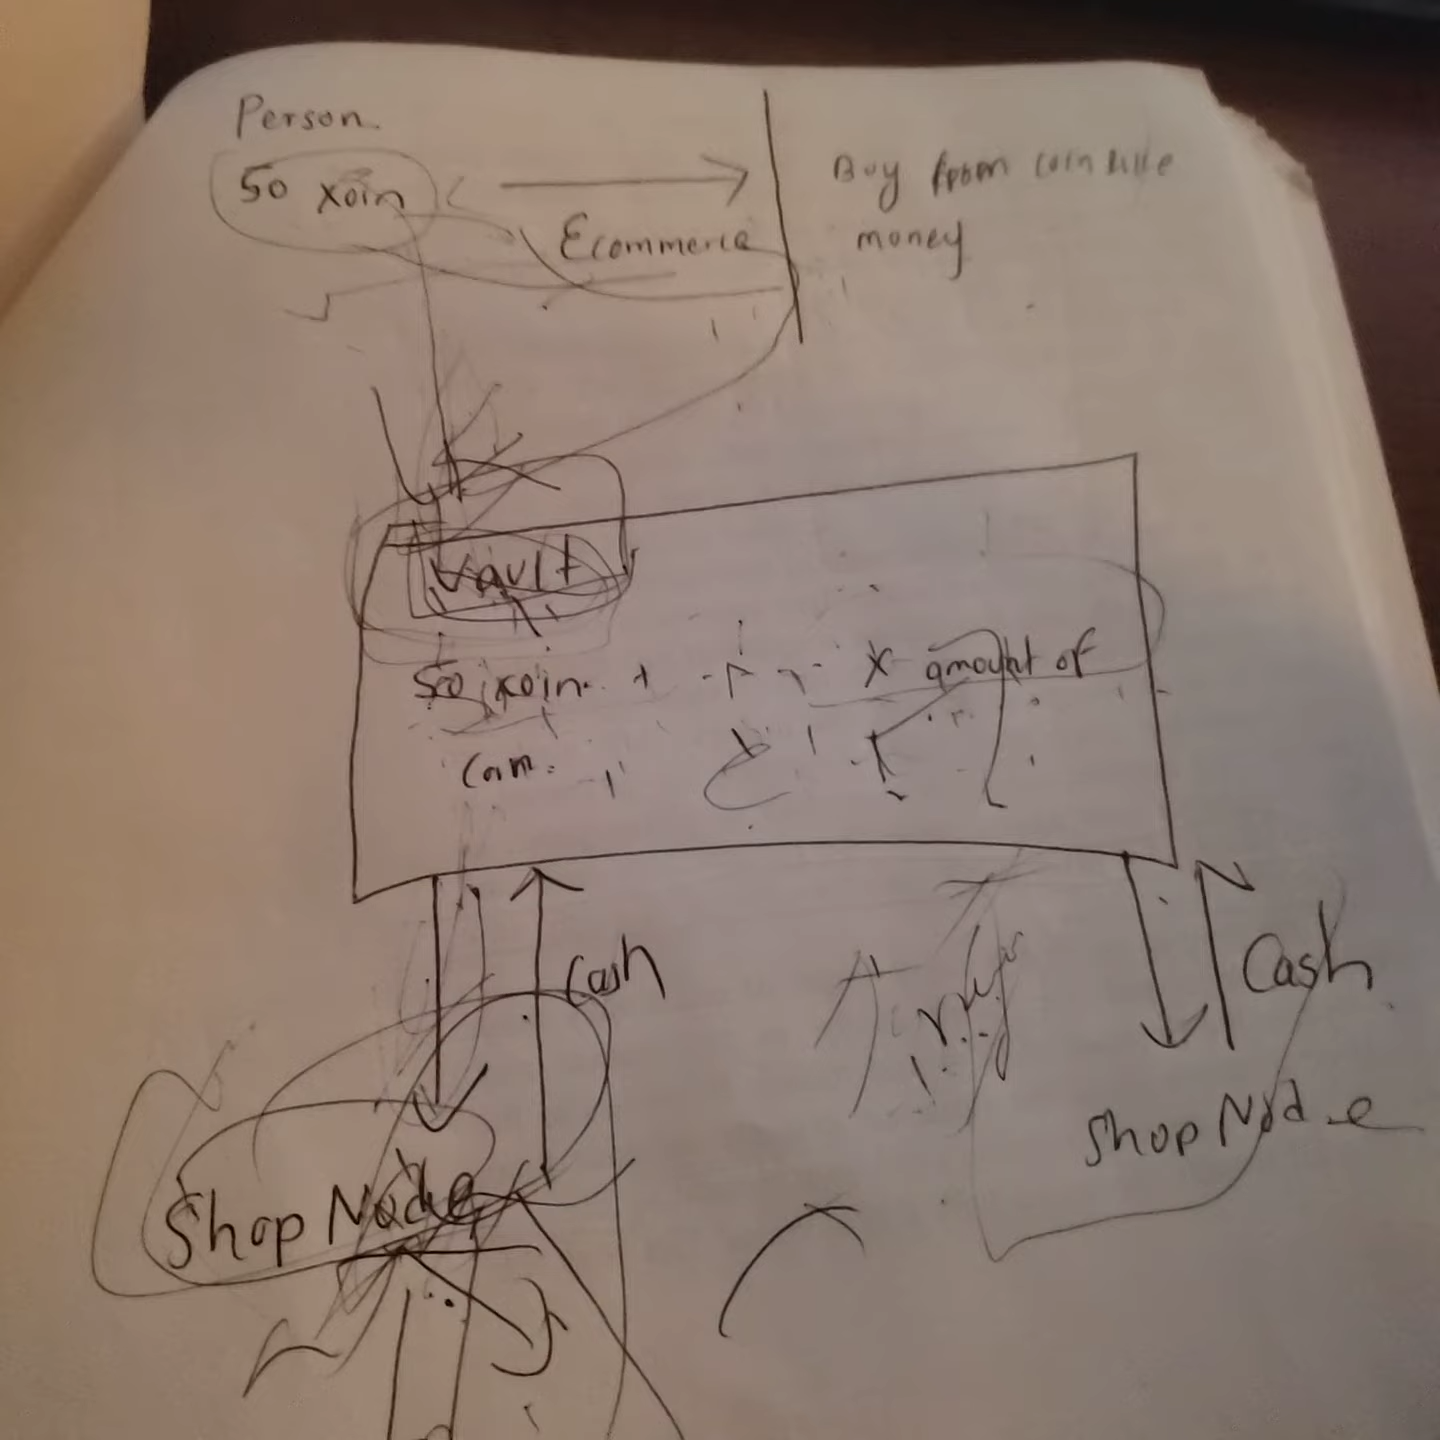 Person.
50 xoin
Ecommerce
Buy from coin like
money
Vault
50 xoin + X amount of
Cash
Cash
Shop Node
Shop Node